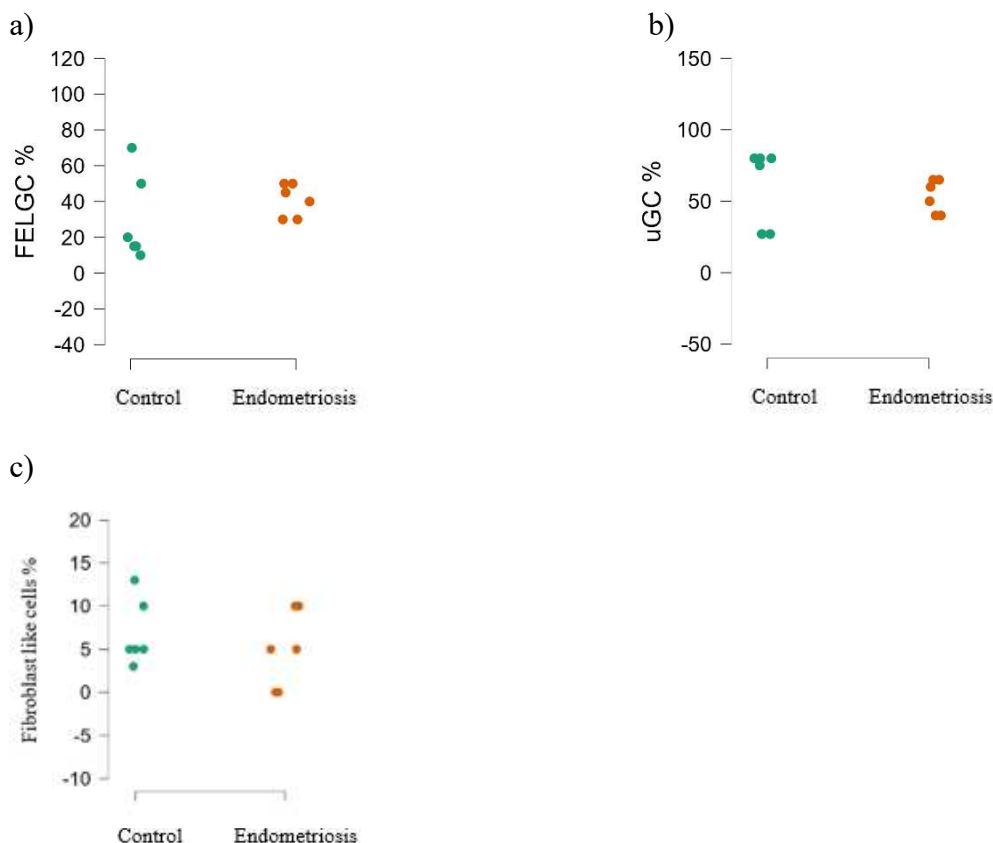 a)
FELGC %
120
100
80
60
40
20
0
-20
-40
Control Endometriosis
b)
uGC %
150
100
50
0
-50
Control Endometriosis
c)
Fibroblast like cells %
20
15
10
5
0
-5
-10
Control Endometriosis